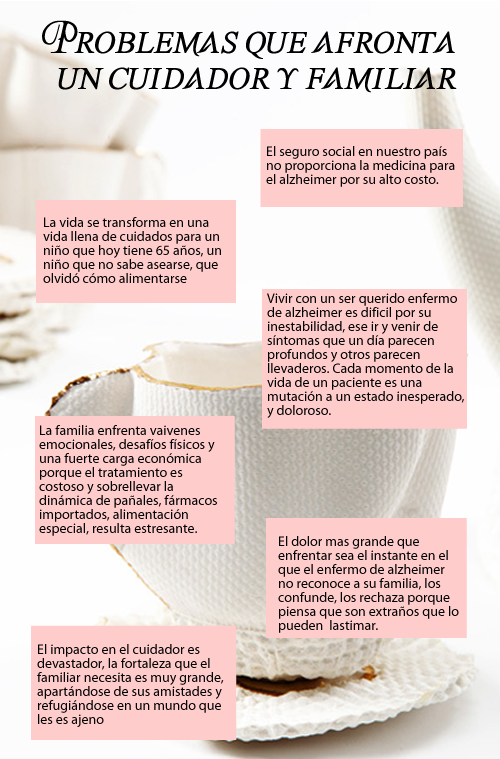 PROBLEMAS QUE AFRONTA
UN CUIDADOR Y FAMILIAR
El seguro social en nuestro país
no proporciona la medicina para
el alzheimer por su alto costo.
La vida se transforma en una
vida llena de cuidados para un
niño que hoy tiene 65 años, un
niño que no sabe asearse, que
olvidó cómo alimentarse
Vivir con un ser querido enfermo
de alzheimer es dificil por su
inestabilidad, ese ir y venir de
síntomas que un día parecen
profundos y otros parecen
llevaderos. Cada momento de la
vida de un paciente es una
mutación a un estado inesperado,
y doloroso.
La familia enfrenta vaivenes
emocionales, desafíos físicos y
una fuerte carga económica
porque el tratamiento es
costoso y sobrellevar la
dinámica de pañales, fármacos
importados, alimentación
especial, resulta estresante.
El dolor mas grande que
enfrentar sea el instante en el
que el enfermo de alzheimer
no reconoce a su familia, los
confunde, los rechaza porque
piensa que son extraños que lo
pueden lastimar.
El impacto en el cuidador es
devastador, la fortaleza que el
familiar necesita es muy grande,
apartándose de sus amistades y
refugiándose en un mundo que
les es ajeno